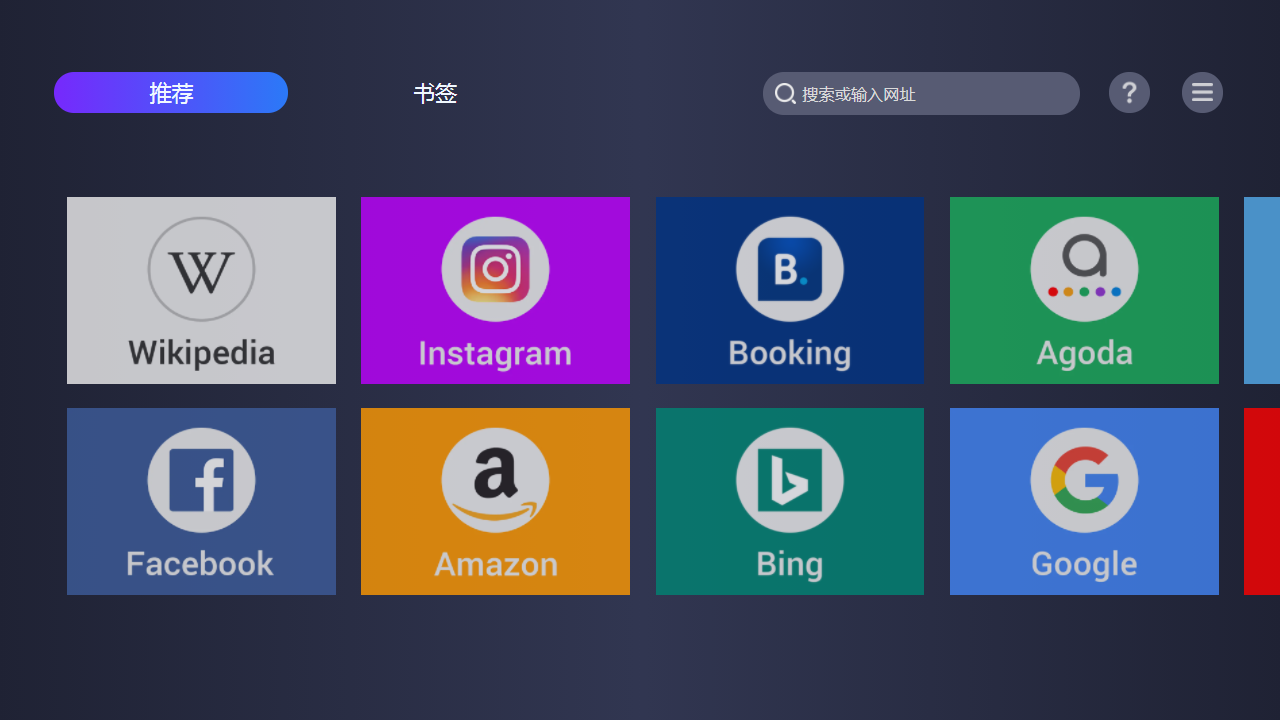 推荐
书签
搜索或输入网址
?
W
Wikipedia
Instagram
B.
Booking
a
Agoda
f
Facebook
a
Amazon
b
Bing
G
Google